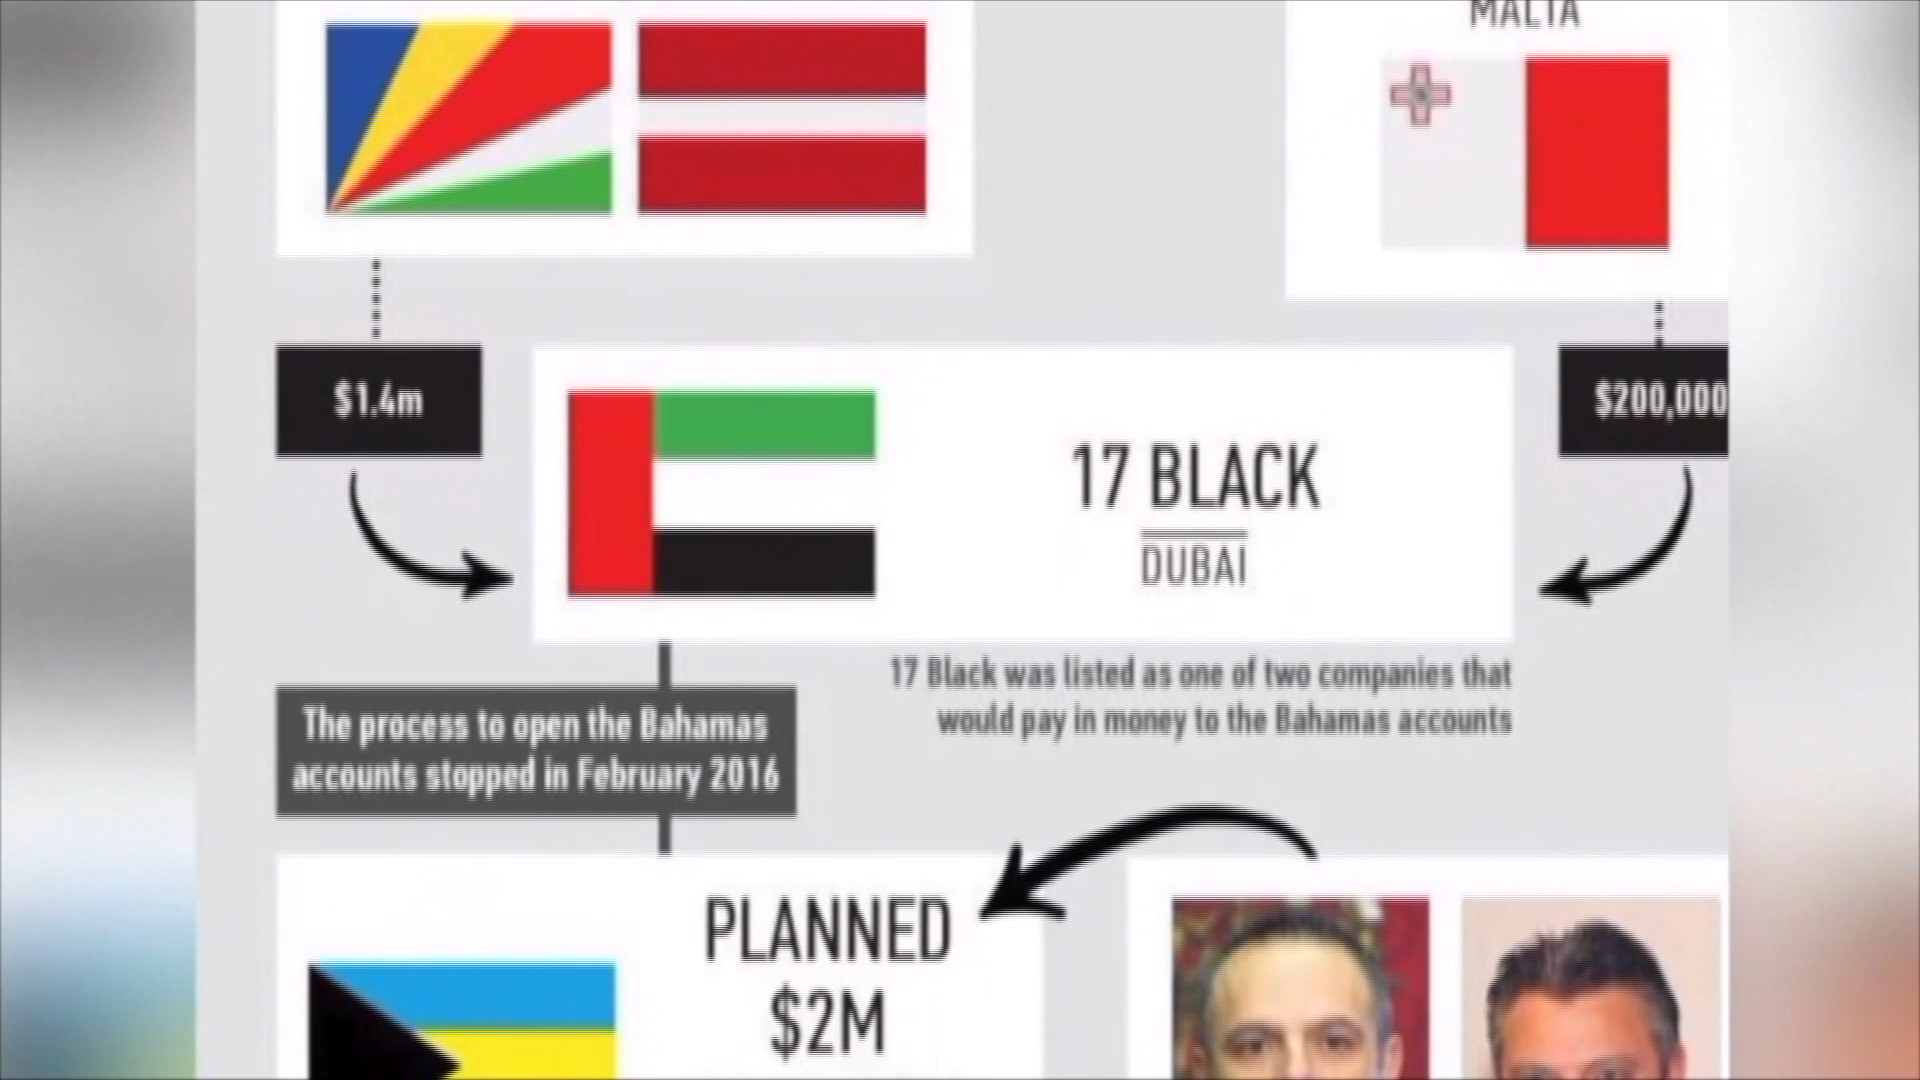 MALTA
$1.4m
$200,000
17 BLACK
DUBAI
17 Black was listed as one of two companies that
would pay in money to the Bahamas accounts
The process to open the Bahamas
accounts stopped in February 2016
PLANNED
$2M